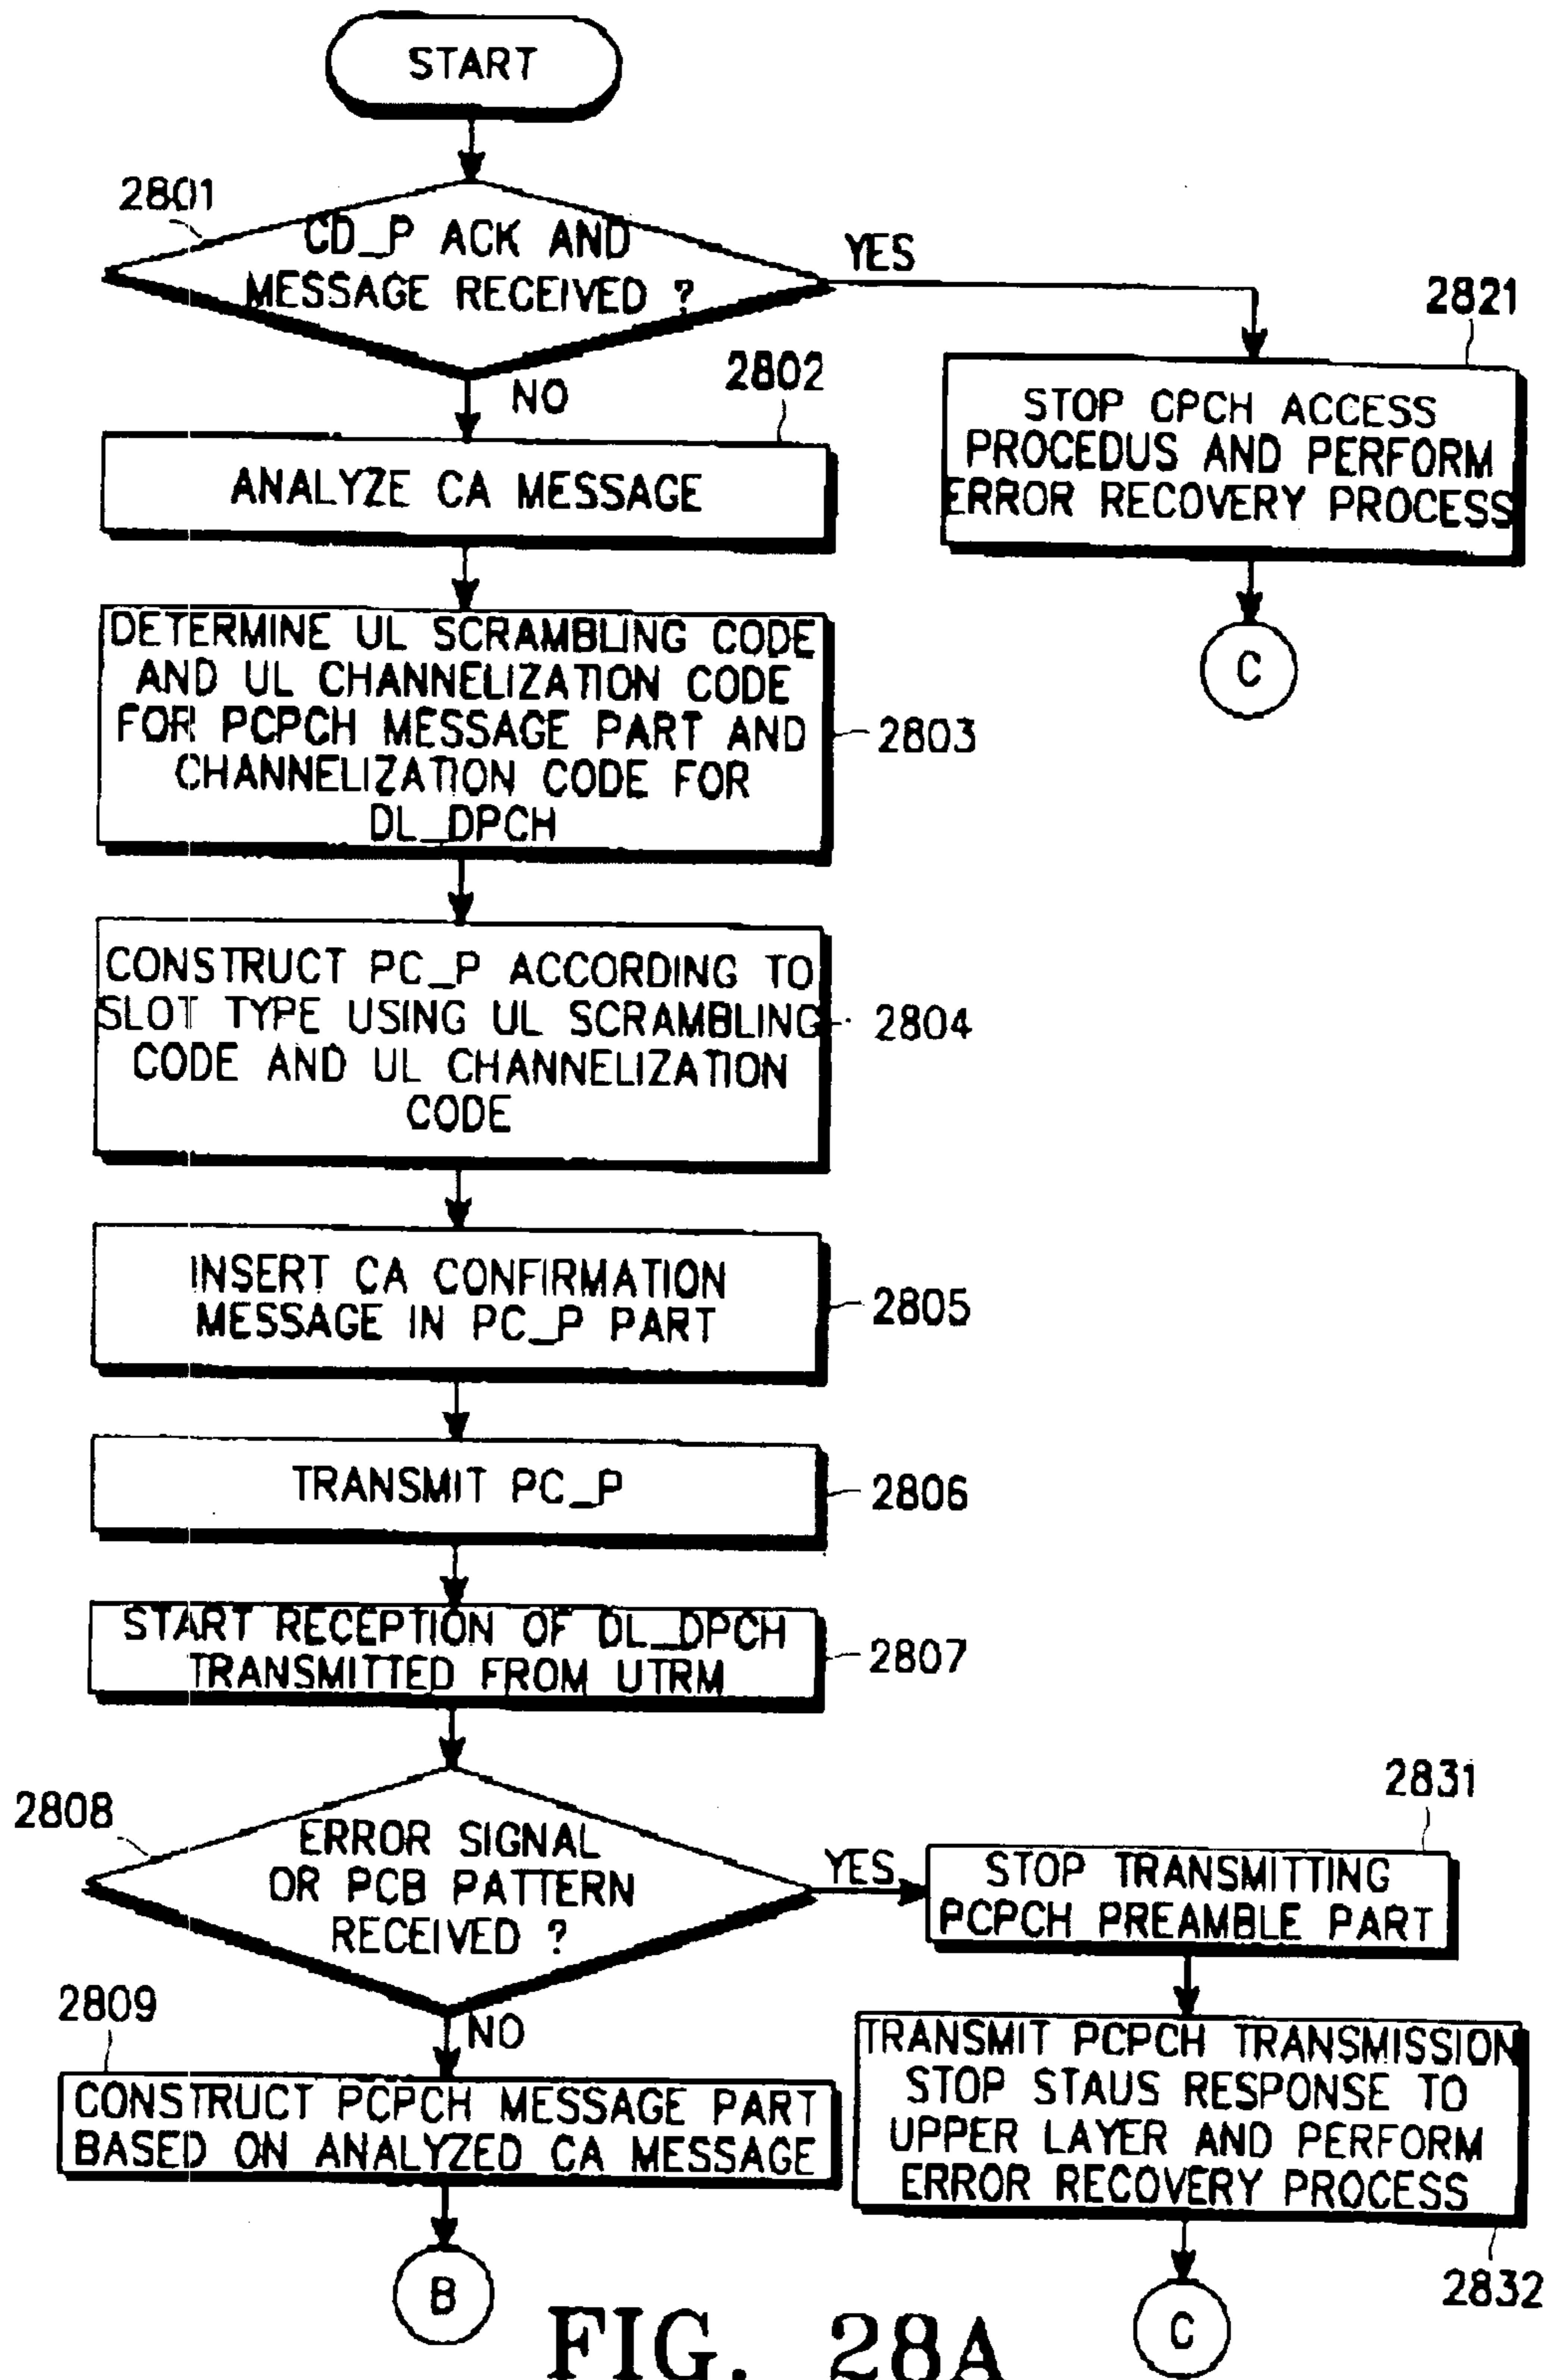 START
2801
CD_P ACK AND
MESSAGE RECEIVED ?
YES
NO
2821
STOP CPCH ACCESS
PROCEDUS AND PERFORM
ERROR RECOVERY PROCESS
C
2802
ANALYZE CA MESSAGE
DETERMINE UL SCRAMBLING CODE
AND UL CHANNELIZATION CODE
FOR PCPCH MESSAGE PART AND
CHANNELIZATION CODE FOR
DL_DPCH
2803
CONSTRUCT PC_P ACCORDING TO
SLOT TYPE USING UL SCRAMBLING
CODE AND UL CHANNELIZATION
CODE
2804
INSERT CA CONFIRMATION
MESSAGE IN PC_P PART
2805
TRANSMIT PC_P
2806
START RECEPTION OF DL_DPCH
TRANSMITTED FROM UTRM
2807
2808
ERROR SIGNAL
OR PCB PATTERN
RECEIVED ?
YES
NO
2831
STOP TRANSMITTING
PCPCH PREAMBLE PART
TRANSMIT PCPCH TRANSMISSION
STOP STAUS RESPONSE TO
UPPER LAYER AND PERFORM
ERROR RECOVERY PROCESS
2832
C
2809
CONSTRUCT PCPCH MESSAGE PART
BASED ON ANALYZED CA MESSAGE
B
FIG. 28A